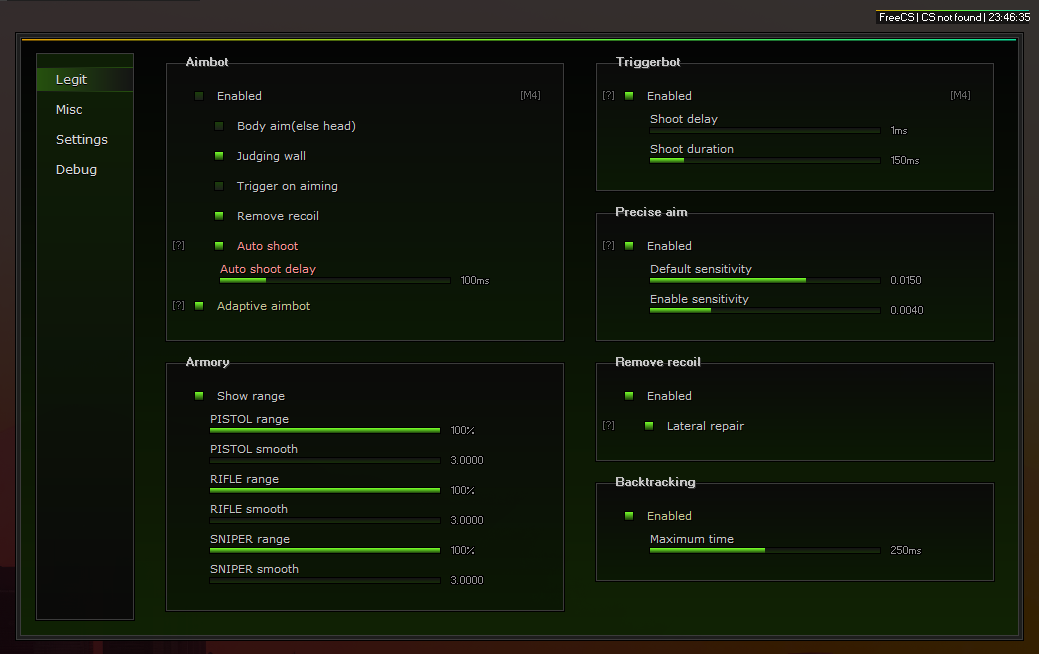 FreeCS | CS not found | 23:46:35
Legit
Misc
Settings
Debug
Aimbot
Enabled [M4]
Body aim(else head)
Judging wall
Trigger on aiming
Remove recoil
[?] Auto shoot
Auto shoot delay
100ms
[?] Adaptive aimbot
Armory
Show range
PISTOL range
100%
PISTOL smooth
3.0000
RIFLE range
100%
RIFLE smooth
3.0000
SNIPER range
100%
SNIPER smooth
3.0000
Triggerbot
[?] Enabled [M4]
Shoot delay
1ms
Shoot duration
150ms
Precise aim
[?] Enabled
Default sensitivity
0.0150
Enable sensitivity
0.0040
Remove recoil
Enabled
[?] Lateral repair
Backtracking
Enabled
Maximum time
250ms